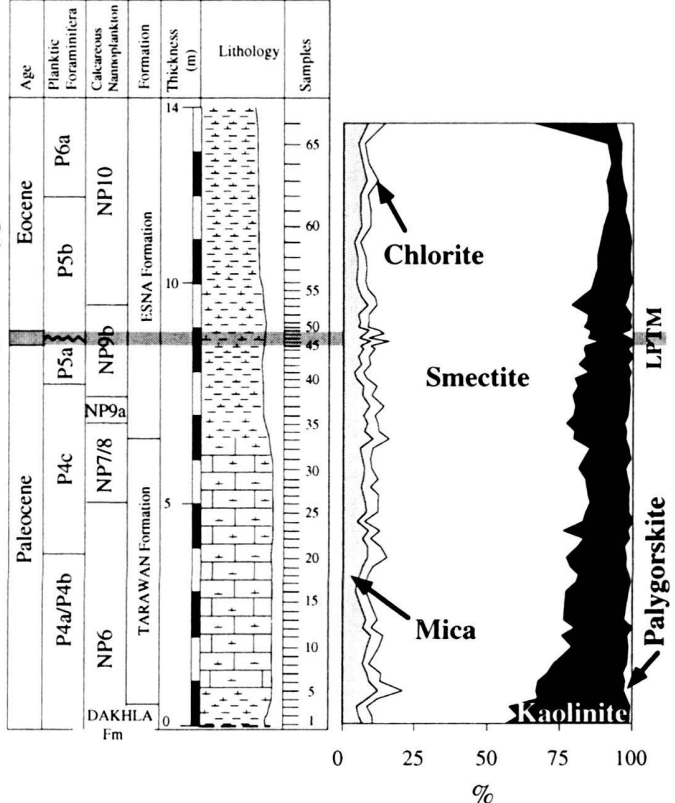 Age
Planktic
Foraminifera
Calcareous
Nannoplankton
Formation
Thickness
(m)
Lithology
Samples
Eocene
Paleocene
P6a
P5b
P5a
P4c
P4a/P4b
NP10
NP9b
NP9a
NP7/8
NP6
ESNA Formation
TARAWAN Formation
DAKHLA
Fm
14
10
5
0
65
60
55
50
45
40
35
30
25
20
15
10
5
1
Chlorite
Smectite
Mica
Kaolinite
Palygorskite
LPTM
0 25 50 75 100
%